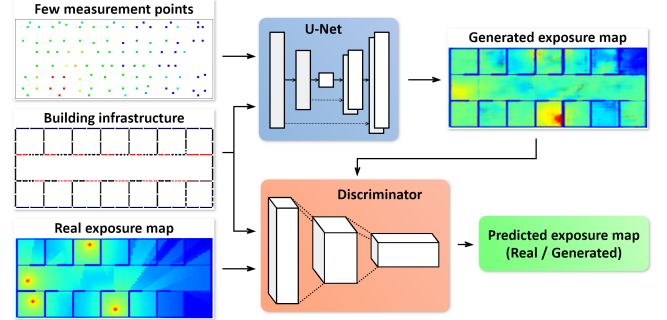 Few measurement points
U-Net
Generated exposure map
Building infrastructure
Discriminator
Real exposure map
Predicted exposure map
(Real / Generated)